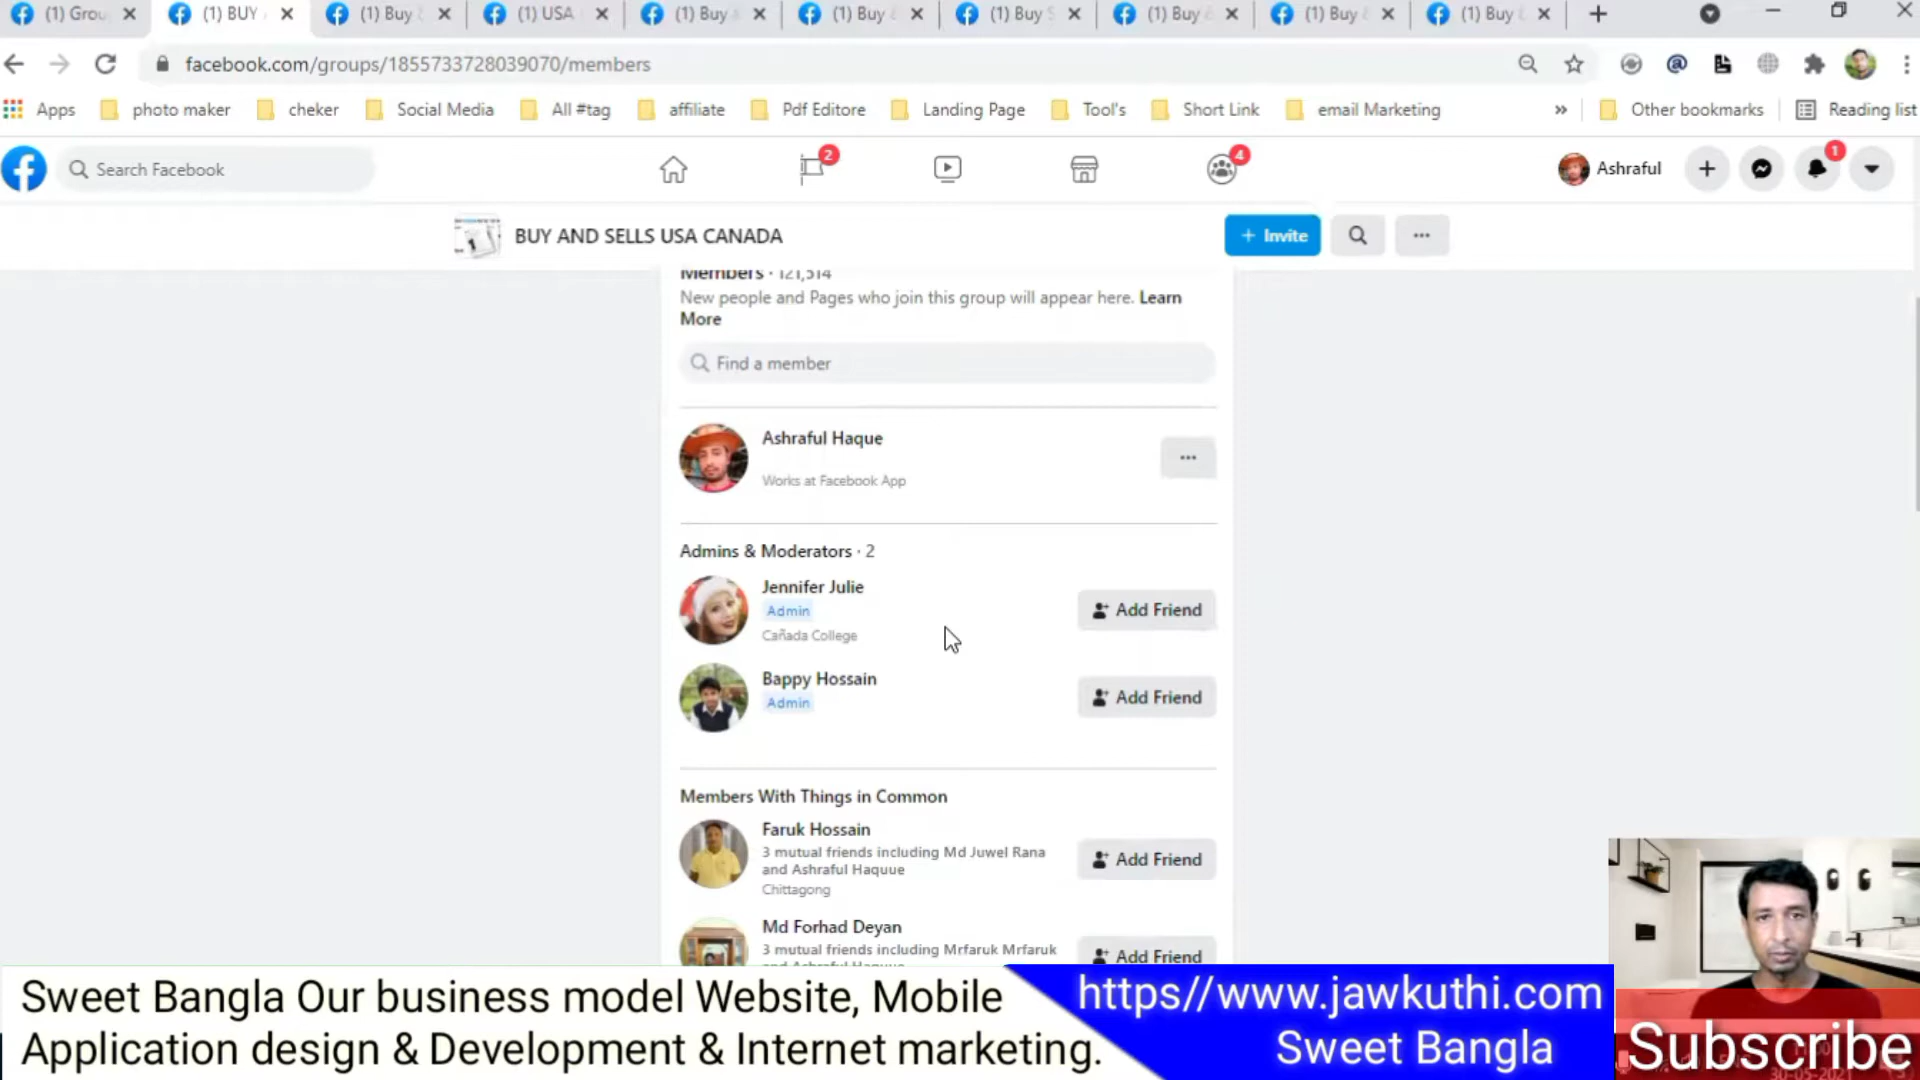 (1) Grou
(1) BUY
(1) Buy
(1) USA
(1) Buy
(1) Buy
(1) Buy S
(1) Buy
(1) Buy
(1) Buy
facebook.com/groups/1855733728039070/members
Apps
photo maker
cheker
Social Media
All #tag
affiliate
Pdf Editore
Landing Page
Tool's
Short Link
email Marketing
»
Other bookmarks
Reading list
Search Facebook
2
4
Ashraful
1
BUY AND SELLS USA CANADA
+ Invite
Members · 121,514
New people and Pages who join this group will appear here. Learn
More
Find a member
Ashraful Haque
Works at Facebook App
Admins & Moderators · 2
Jennifer Julie
Admin
Cañada College
Add Friend
Bappy Hossain
Admin
Add Friend
Members With Things in Common
Faruk Hossain
3 mutual friends including Md Juwel Rana
and Ashraful Haquue
Chittagong
Add Friend
Md Forhad Deyan
3 mutual friends including Mrfaruk Mrfaruk
and Ashraful Haquue
Add Friend
Sweet Bangla Our business model Website, Mobile
Application design & Development & Internet marketing.
https//www.jawkuthi.com
Sweet Bangla
Subscribe